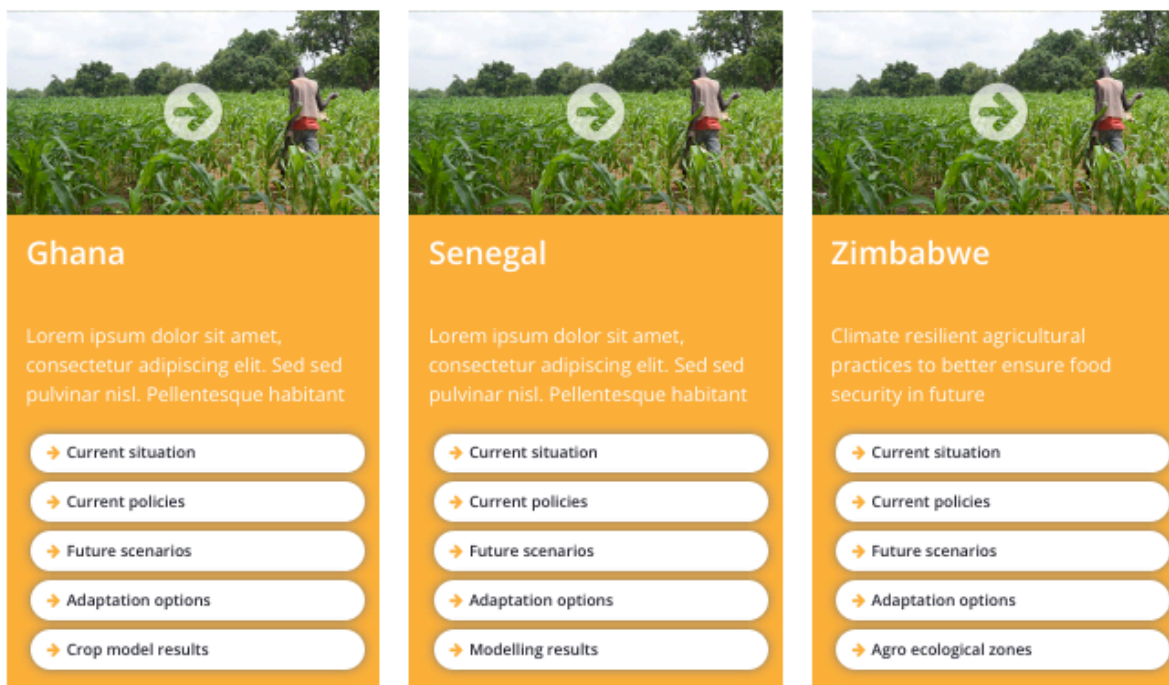 Ghana
Lorem ipsum dolor sit amet,
consectetur adipiscing elit. Sed sed
pulvinar nisl. Pellentesque habitant
Current situation
Current policies
Future scenarios
Adaptation options
Crop model results
Senegal
Lorem ipsum dolor sit amet,
consectetur adipiscing elit. Sed sed
pulvinar nisl. Pellentesque habitant
Current situation
Current policies
Future scenarios
Adaptation options
Modelling results
Zimbabwe
Climate resilient agricultural
practices to better ensure food
security in future
Current situation
Current policies
Future scenarios
Adaptation options
Agro ecological zones